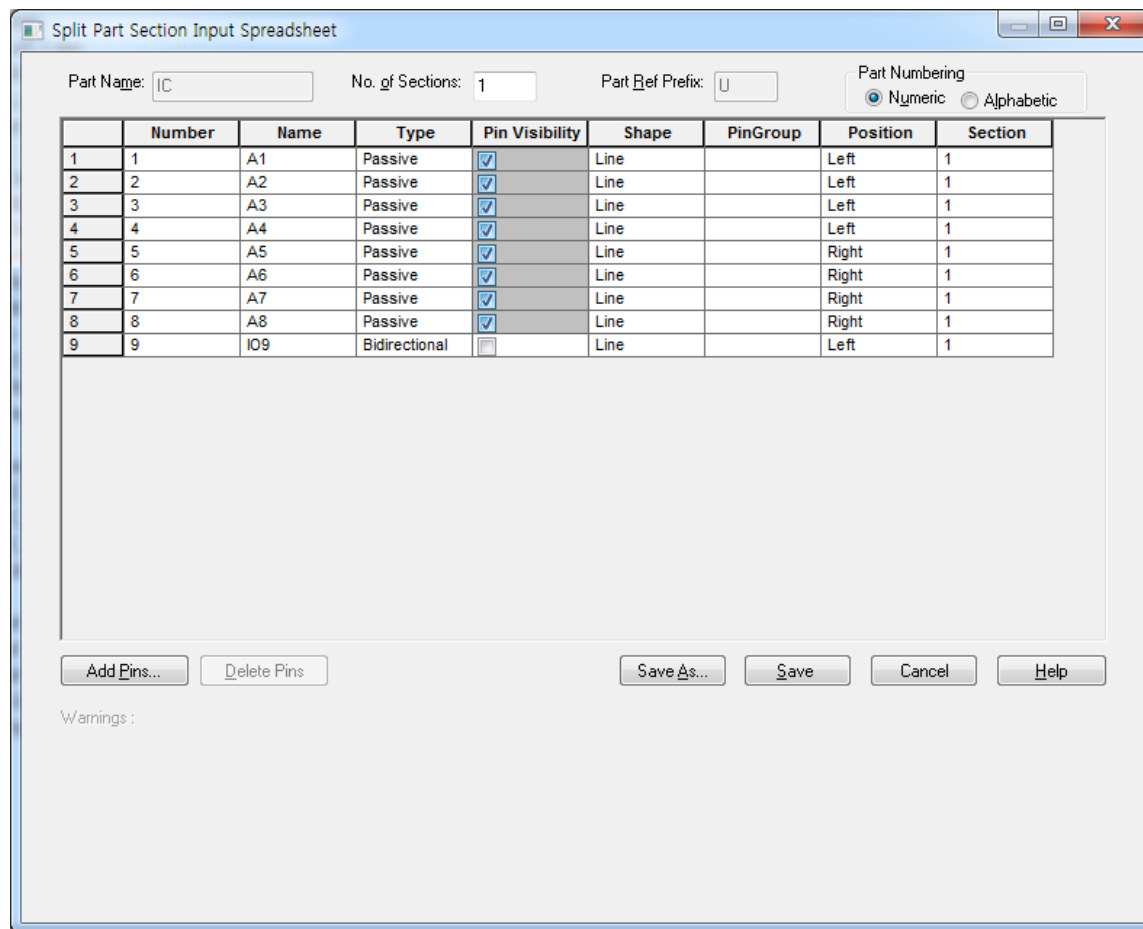 Split Part Section Input Spreadsheet
Part Name: IC No. of Sections: 1 Part Ref Prefix: U Part Numbering
Numeric Alphabetic
Number Name Type Pin Visibility Shape PinGroup Position Section
1 1 A1 Passive Line Left 1
2 2 A2 Passive Line Left 1
3 3 A3 Passive Line Left 1
4 4 A4 Passive Line Left 1
5 5 A5 Passive Line Right 1
6 6 A6 Passive Line Right 1
7 7 A7 Passive Line Right 1
8 8 A8 Passive Line Right 1
9 9 IO9 Bidirectional Line Left 1
Add Pins... Delete Pins Save As... Save Cancel Help
Warnings :